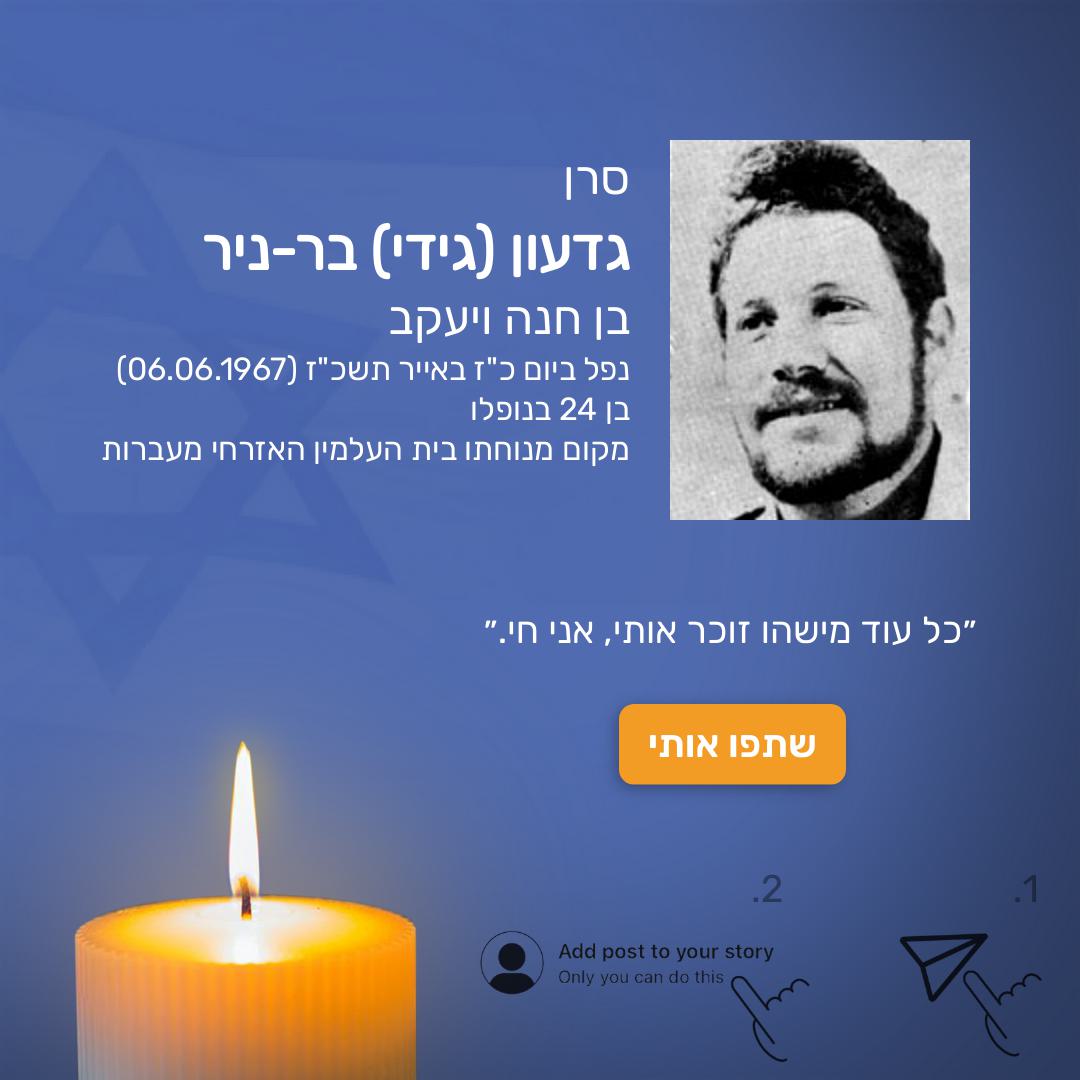 סרן
גדעון (גידי) בר-ניר
בן חנה ויעקב
נפל ביום כ"ז באייר תשכ"ז (06.06.1967)
בן 24 בנופלו
מקום מנוחתו בית העלמין האזרחי מעברות
״כל עוד מישהו זוכר אותי, אני חי.״
שתפו אותי
1.
2.
Add post to your story
Only you can do this